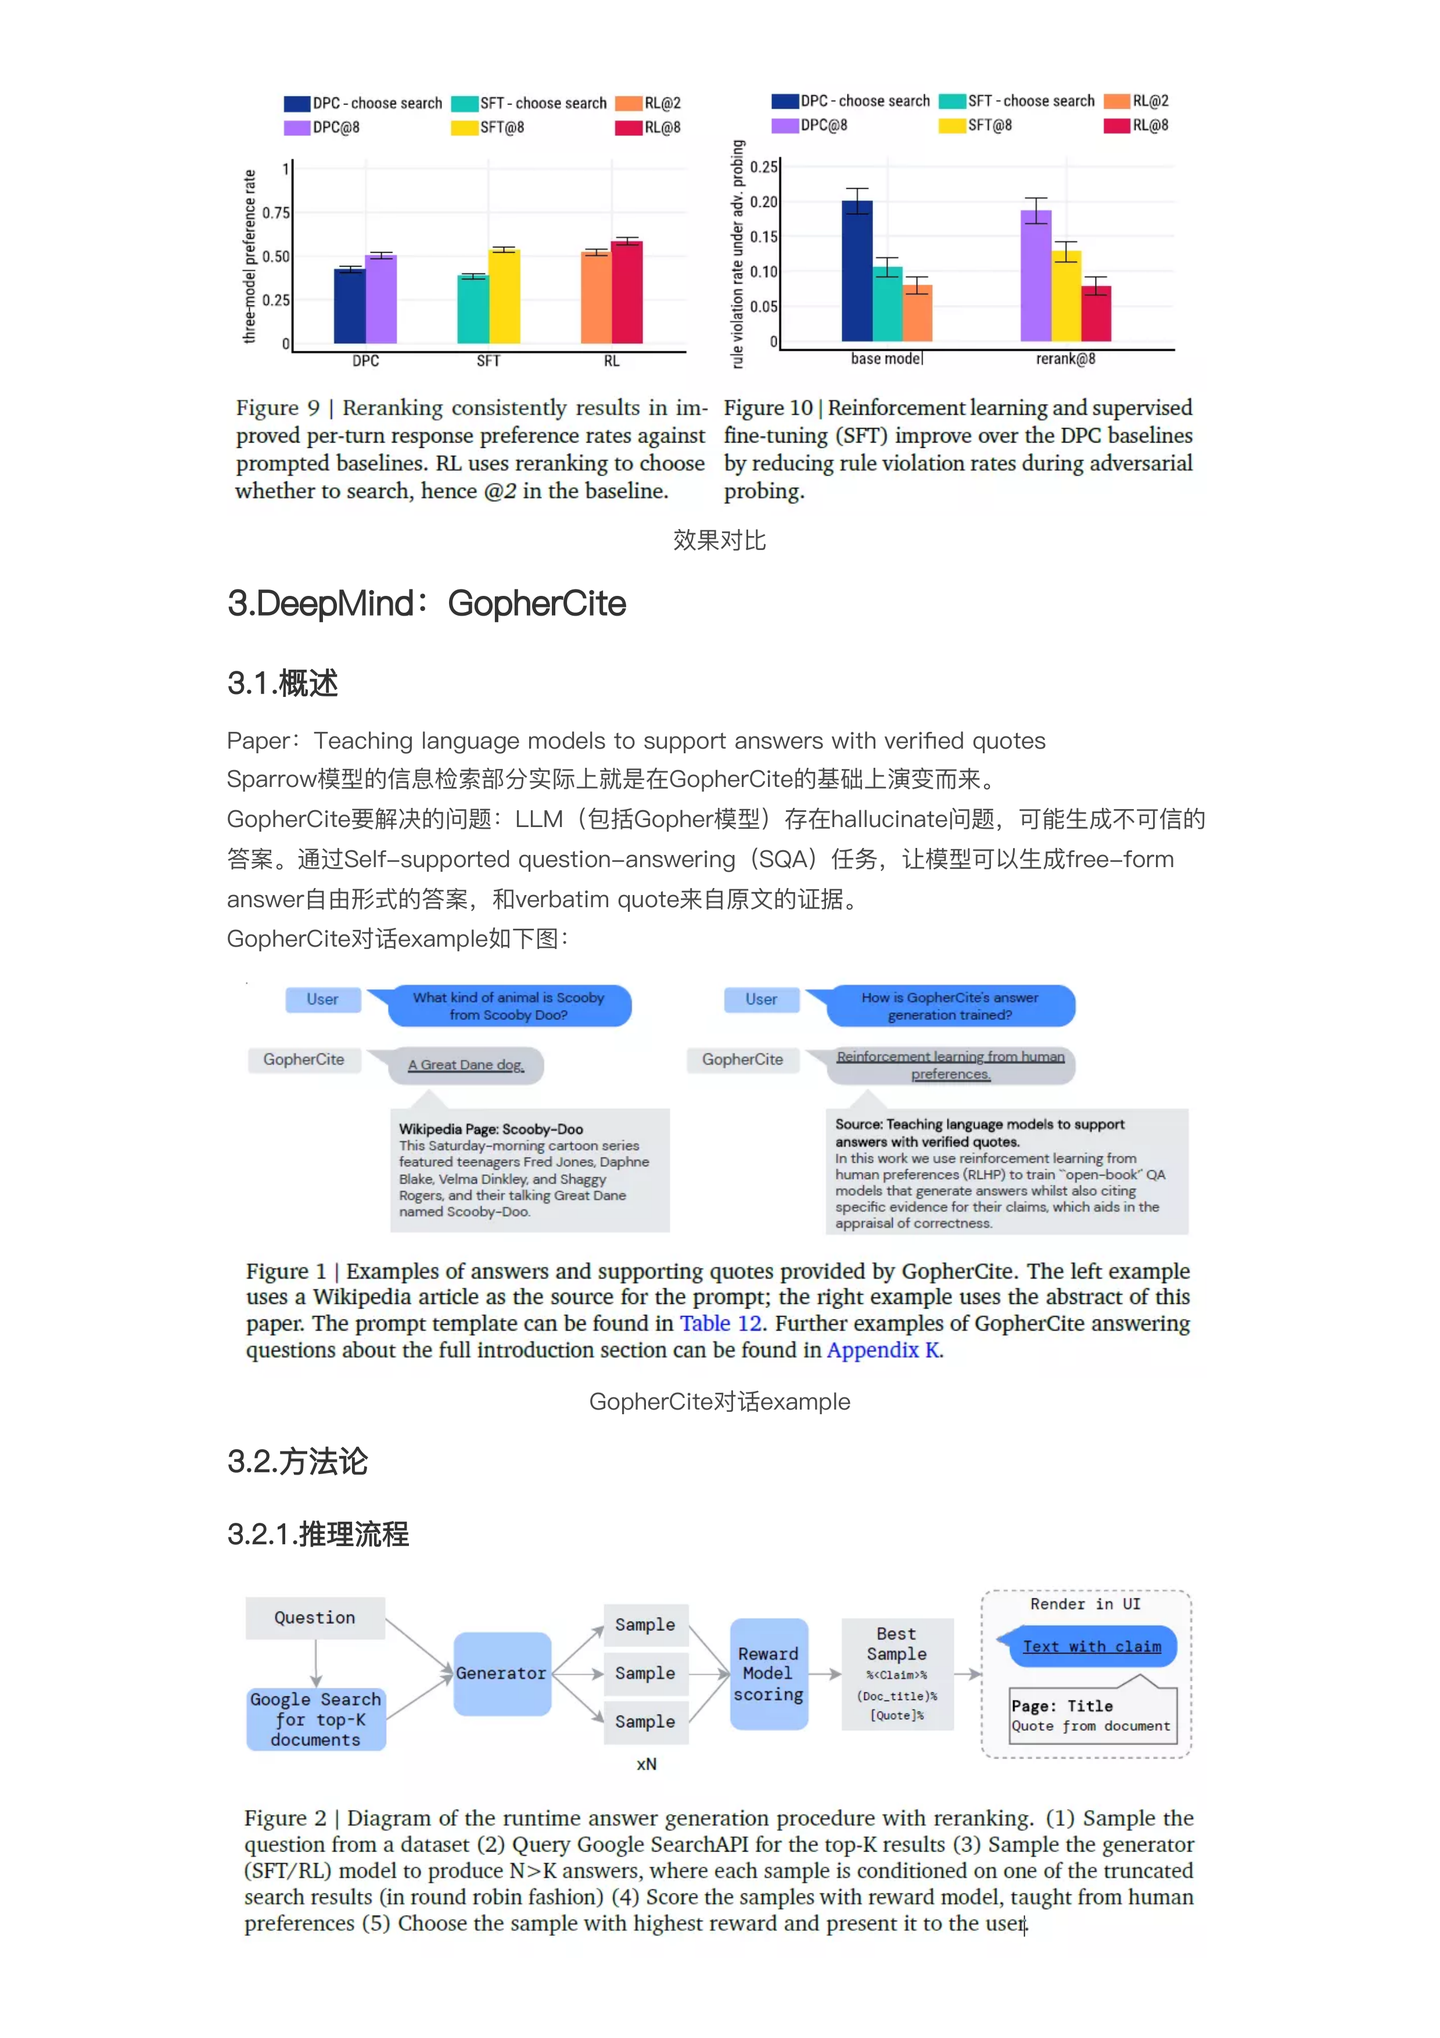 DPC - choose search SFT - choose search RL@2
DPC@8 SFT@8 RL@8
three-model preference rate
1
0.75
0.50
0.25
0
DPC SFT RL
Figure 9 | Reranking consistently results in im-
proved per-turn response preference rates against
prompted baselines. RL uses reranking to choose
whether to search, hence @2 in the baseline.
DPC - choose search SFT - choose search RL@2
DPC@8 SFT@8 RL@8
rule violation rate under adv. probing
0.25
0.20
0.15
0.10
0.05
0
base model rerank@8
Figure 10 | Reinforcement learning and supervised
fine-tuning (SFT) improve over the DPC baselines
by reducing rule violation rates during adversarial
probing.
效果对比
3.DeepMind：GopherCite
3.1.概述
Paper：Teaching language models to support answers with verified quotes
Sparrow模型的信息检索部分实际上就是在GopherCite的基础上演变而来。
GopherCite要解决的问题：LLM（包括Gopher模型）存在hallucinate问题，可能生成不可信的
答案。通过Self-supported question-answering（SQA）任务，让模型可以生成free-form
answer自由形式的答案，和verbatim quote来自原文的证据。
GopherCite对话example如下图：
User
What kind of animal is Scooby
from Scooby Doo?
GopherCite
A Great Dane dog.
Wikipedia Page: Scooby-Doo
This Saturday-morning cartoon series
featured teenagers Fred Jones, Daphne
Blake, Velma Dinkley, and Shaggy
Rogers, and their talking Great Dane
named Scooby-Doo.
User
How is GopherCite's answer
generation trained?
GopherCite
Reinforcement learning from human
preferences.
Source: Teaching language models to support
answers with verified quotes.
In this work we use reinforcement learning from
human preferences (RLHP) to train ``open-book'' QA
models that generate answers whilst also citing
specific evidence for their claims, which aids in the
appraisal of correctness.
Figure 1 | Examples of answers and supporting quotes provided by GopherCite. The left example
uses a Wikipedia article as the source for the prompt; the right example uses the abstract of this
paper. The prompt template can be found in Table 12. Further examples of GopherCite answering
questions about the full introduction section can be found in Appendix K.
GopherCite对话example
3.2.方法论
3.2.1.推理流程
Question
Google Search
for top-K
documents
Generator
Sample
Sample
Sample
xN
Reward
Model
scoring
Best
Sample
%<Claim>%
(Doc_title)%
[Quote]%
Render in UI
Text with claim
Page: Title
Quote from document
Figure 2 | Diagram of the runtime answer generation procedure with reranking. (1) Sample the
question from a dataset (2) Query Google SearchAPI for the top-K results (3) Sample the generator
(SFT/RL) model to produce N>K answers, where each sample is conditioned on one of the truncated
search results (in round robin fashion) (4) Score the samples with reward model, taught from human
preferences (5) Choose the sample with highest reward and present it to the user.